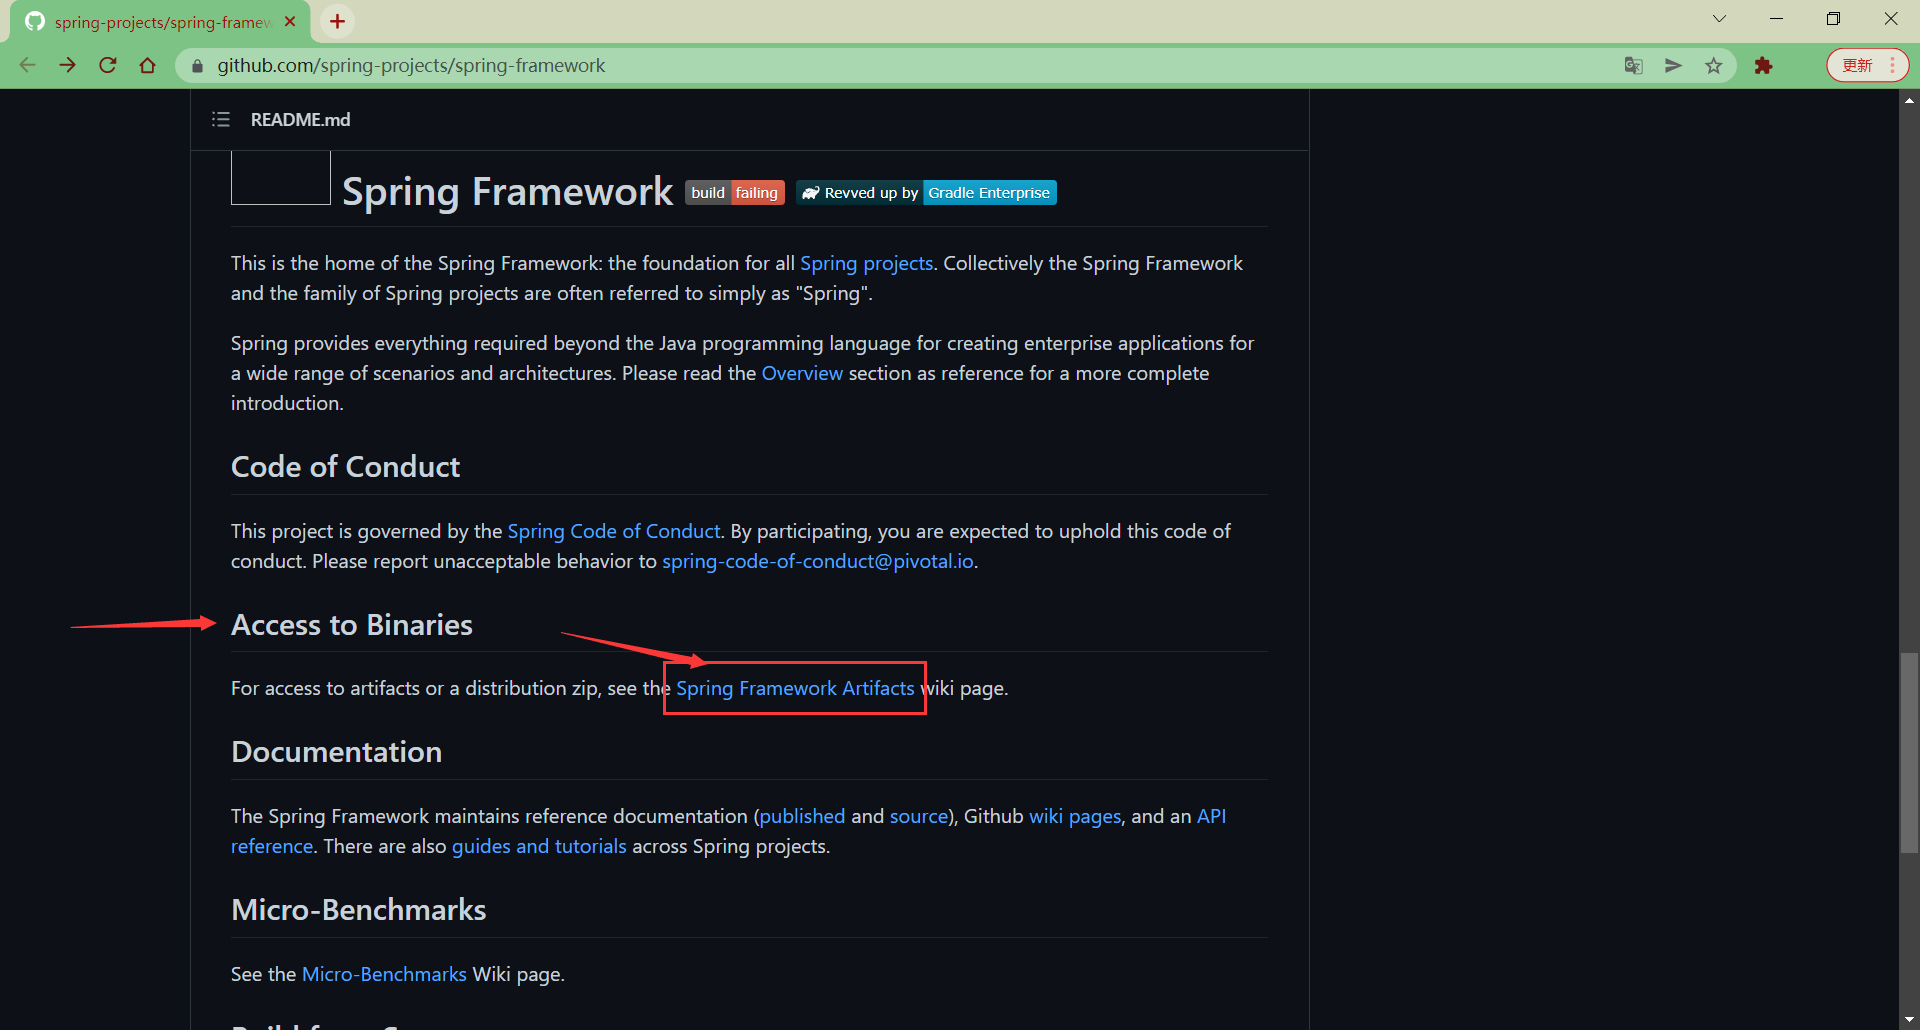 spring-projects/spring-framew
github.com/spring-projects/spring-framework
更新
README.md
Spring Framework build failing Revved up by Gradle Enterprise
This is the home of the Spring Framework: the foundation for all Spring projects. Collectively the Spring Framework
and the family of Spring projects are often referred to simply as "Spring".
Spring provides everything required beyond the Java programming language for creating enterprise applications for
a wide range of scenarios and architectures. Please read the Overview section as reference for a more complete
introduction.
Code of Conduct
This project is governed by the Spring Code of Conduct. By participating, you are expected to uphold this code of
conduct. Please report unacceptable behavior to spring-code-of-conduct@pivotal.io.
Access to Binaries
For access to artifacts or a distribution zip, see the Spring Framework Artifacts wiki page.
Documentation
The Spring Framework maintains reference documentation (published and source), Github wiki pages, and an API
reference. There are also guides and tutorials across Spring projects.
Micro-Benchmarks
See the Micro-Benchmarks Wiki page.